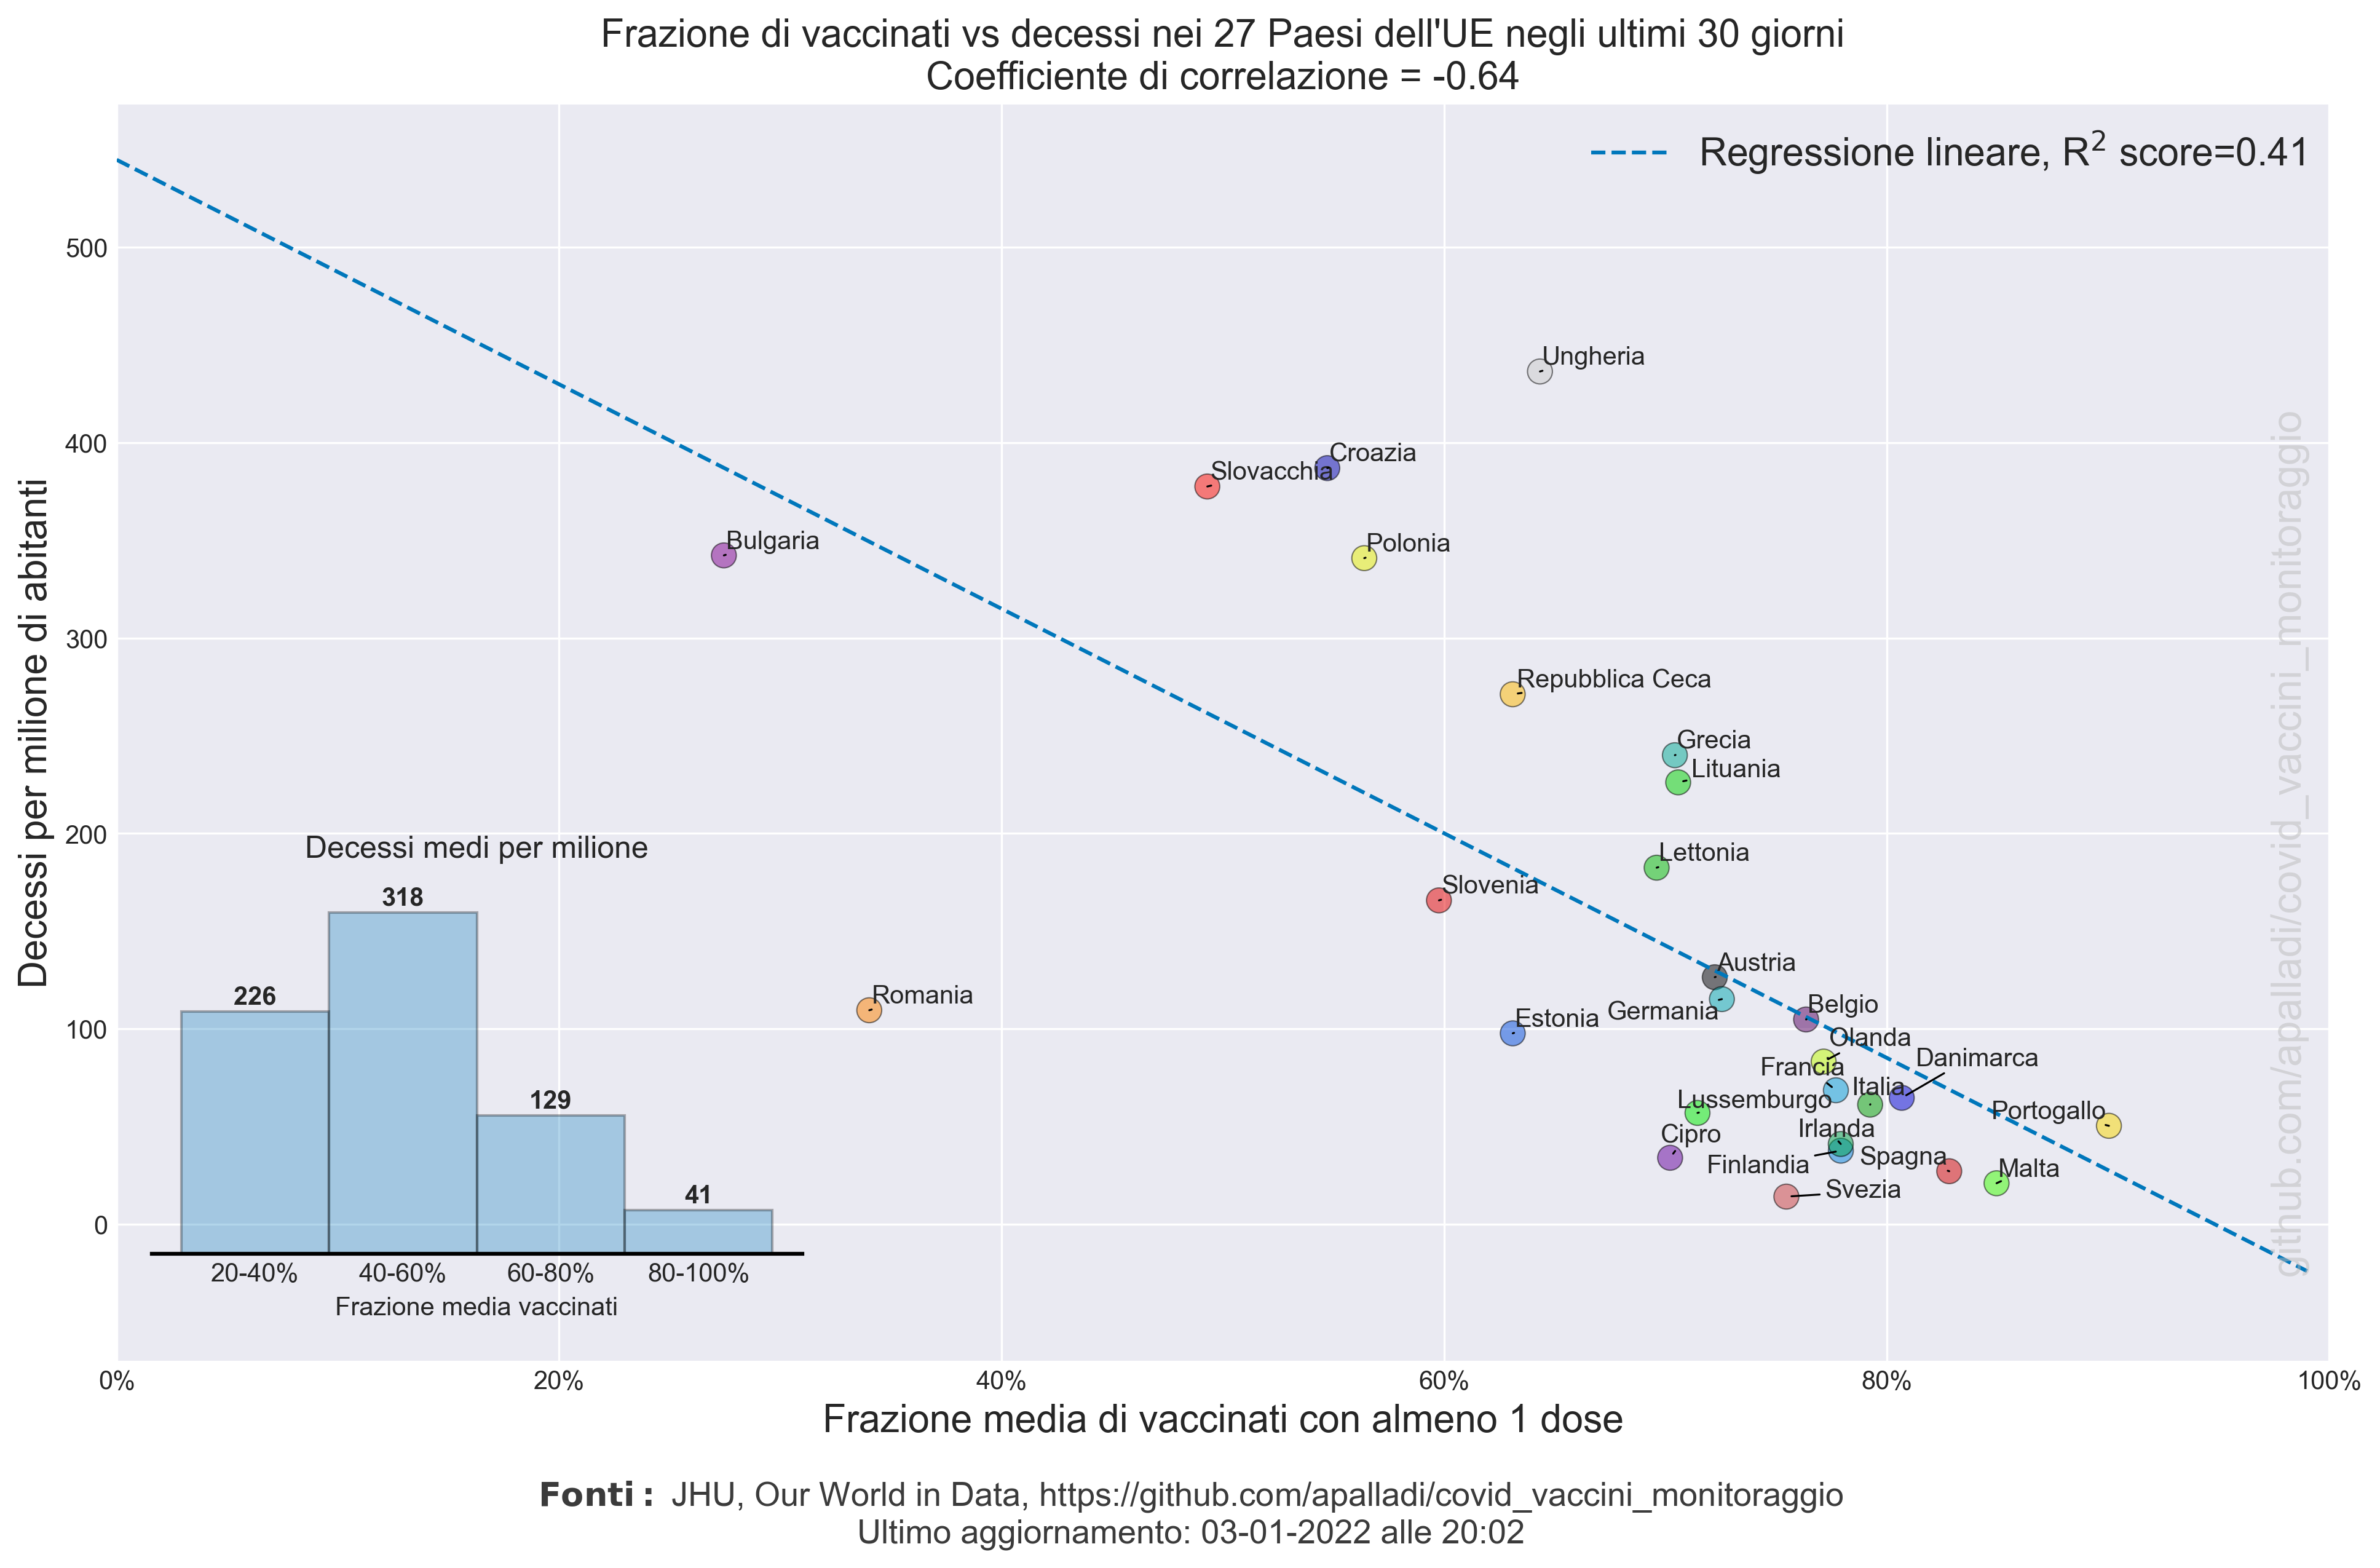 Frazione di vaccinati vs decessi nei 27 Paesi dell'UE negli ultimi 30 giorni
Coefficiente di correlazione = -0.64
Regressione lineare, R² score=0.41
Decessi per milione di abitanti
500
400
300
200
100
0
Ungheria
Croazia
Slovacchia
Bulgaria
Polonia
Repubblica Ceca
Grecia
Lituania
Lettonia
Slovenia
Austria
Romania
Germania
Belgio
Estonia
Olanda
Danimarca
Francia
Italia
Lussemburgo
Portogallo
Irlanda
Cipro
Finlandia
Spagna
Malta
Svezia
Decessi medi per milione
226
318
129
41
20-40%
40-60%
60-80%
80-100%
Frazione media vaccinati
github.com/apalladi/covid_vaccini_monitoraggio
0%
20%
40%
60%
80%
100%
Frazione media di vaccinati con almeno 1 dose
Fonti: JHU, Our World in Data, https://github.com/apalladi/covid_vaccini_monitoraggio
Ultimo aggiornamento: 03-01-2022 alle 20:02